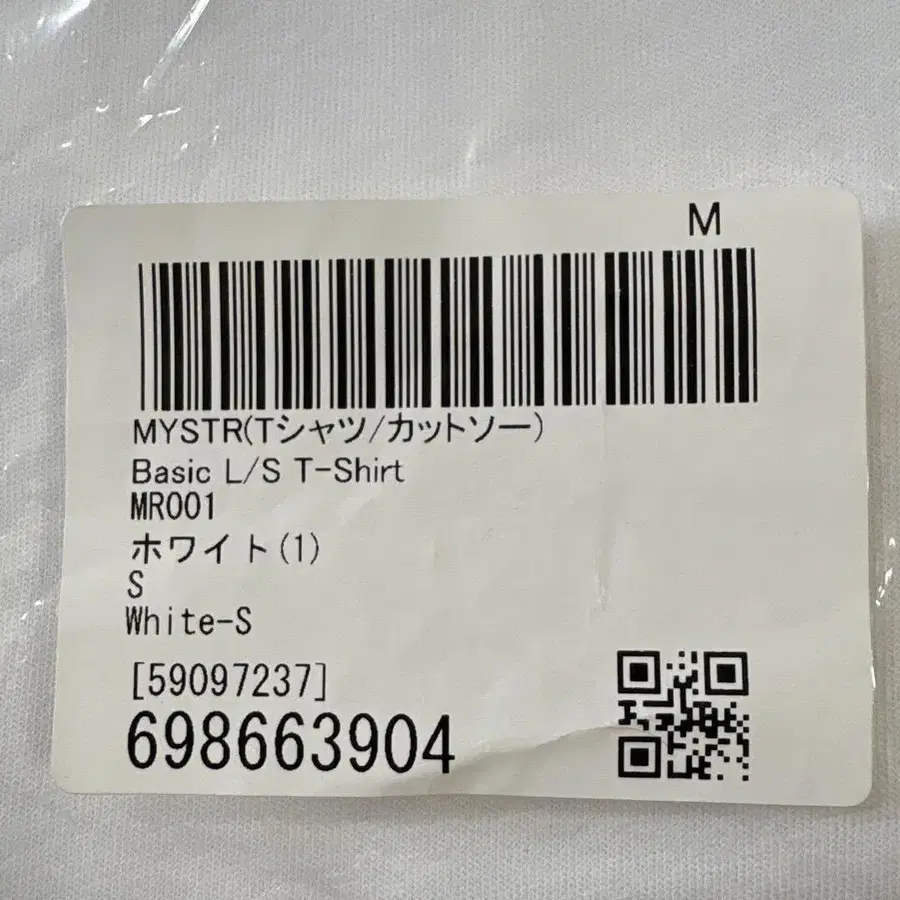 M
MYSTR(Tシャツ/カットソー)
Basic L/S T-Shirt
MR001
ホワイト(1)
S
White-S
[59097237]
698663904